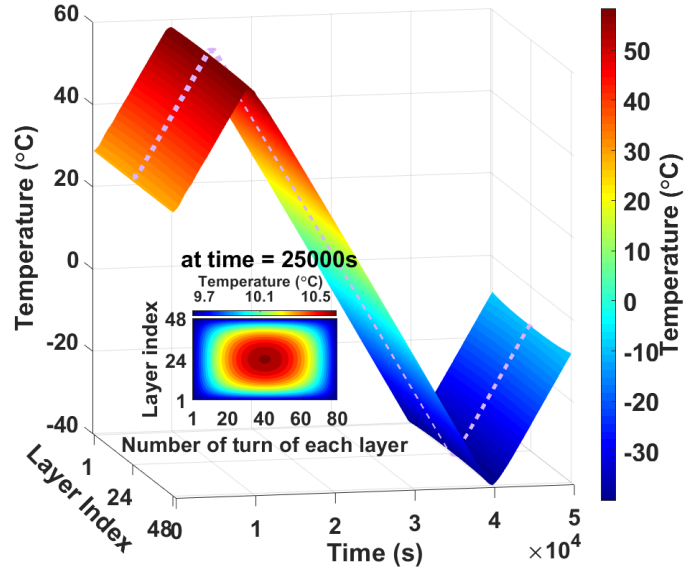 60
40
20
0
-20
-40
Temperature (°C)
1
24
48
Layer Index
0
1
2
3
4
5
×10⁴
Time (s)
at time = 25000s
Temperature (°C)
9.7 10.1 10.5
48
24
1
Layer index
1 20 40 60 80
Number of turn of each layer
50
40
30
20
10
0
-10
-20
-30
Temperature (°C)